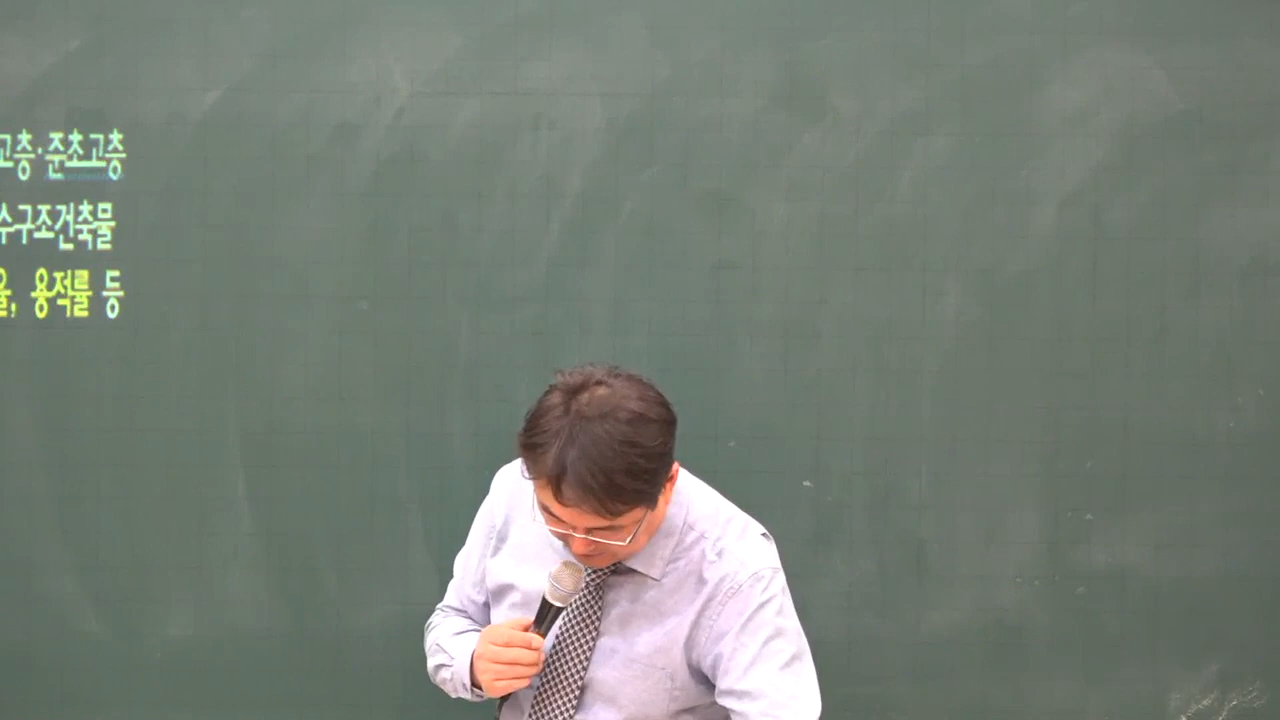 고층·준초고층
수구조건축물
율, 용적률 등